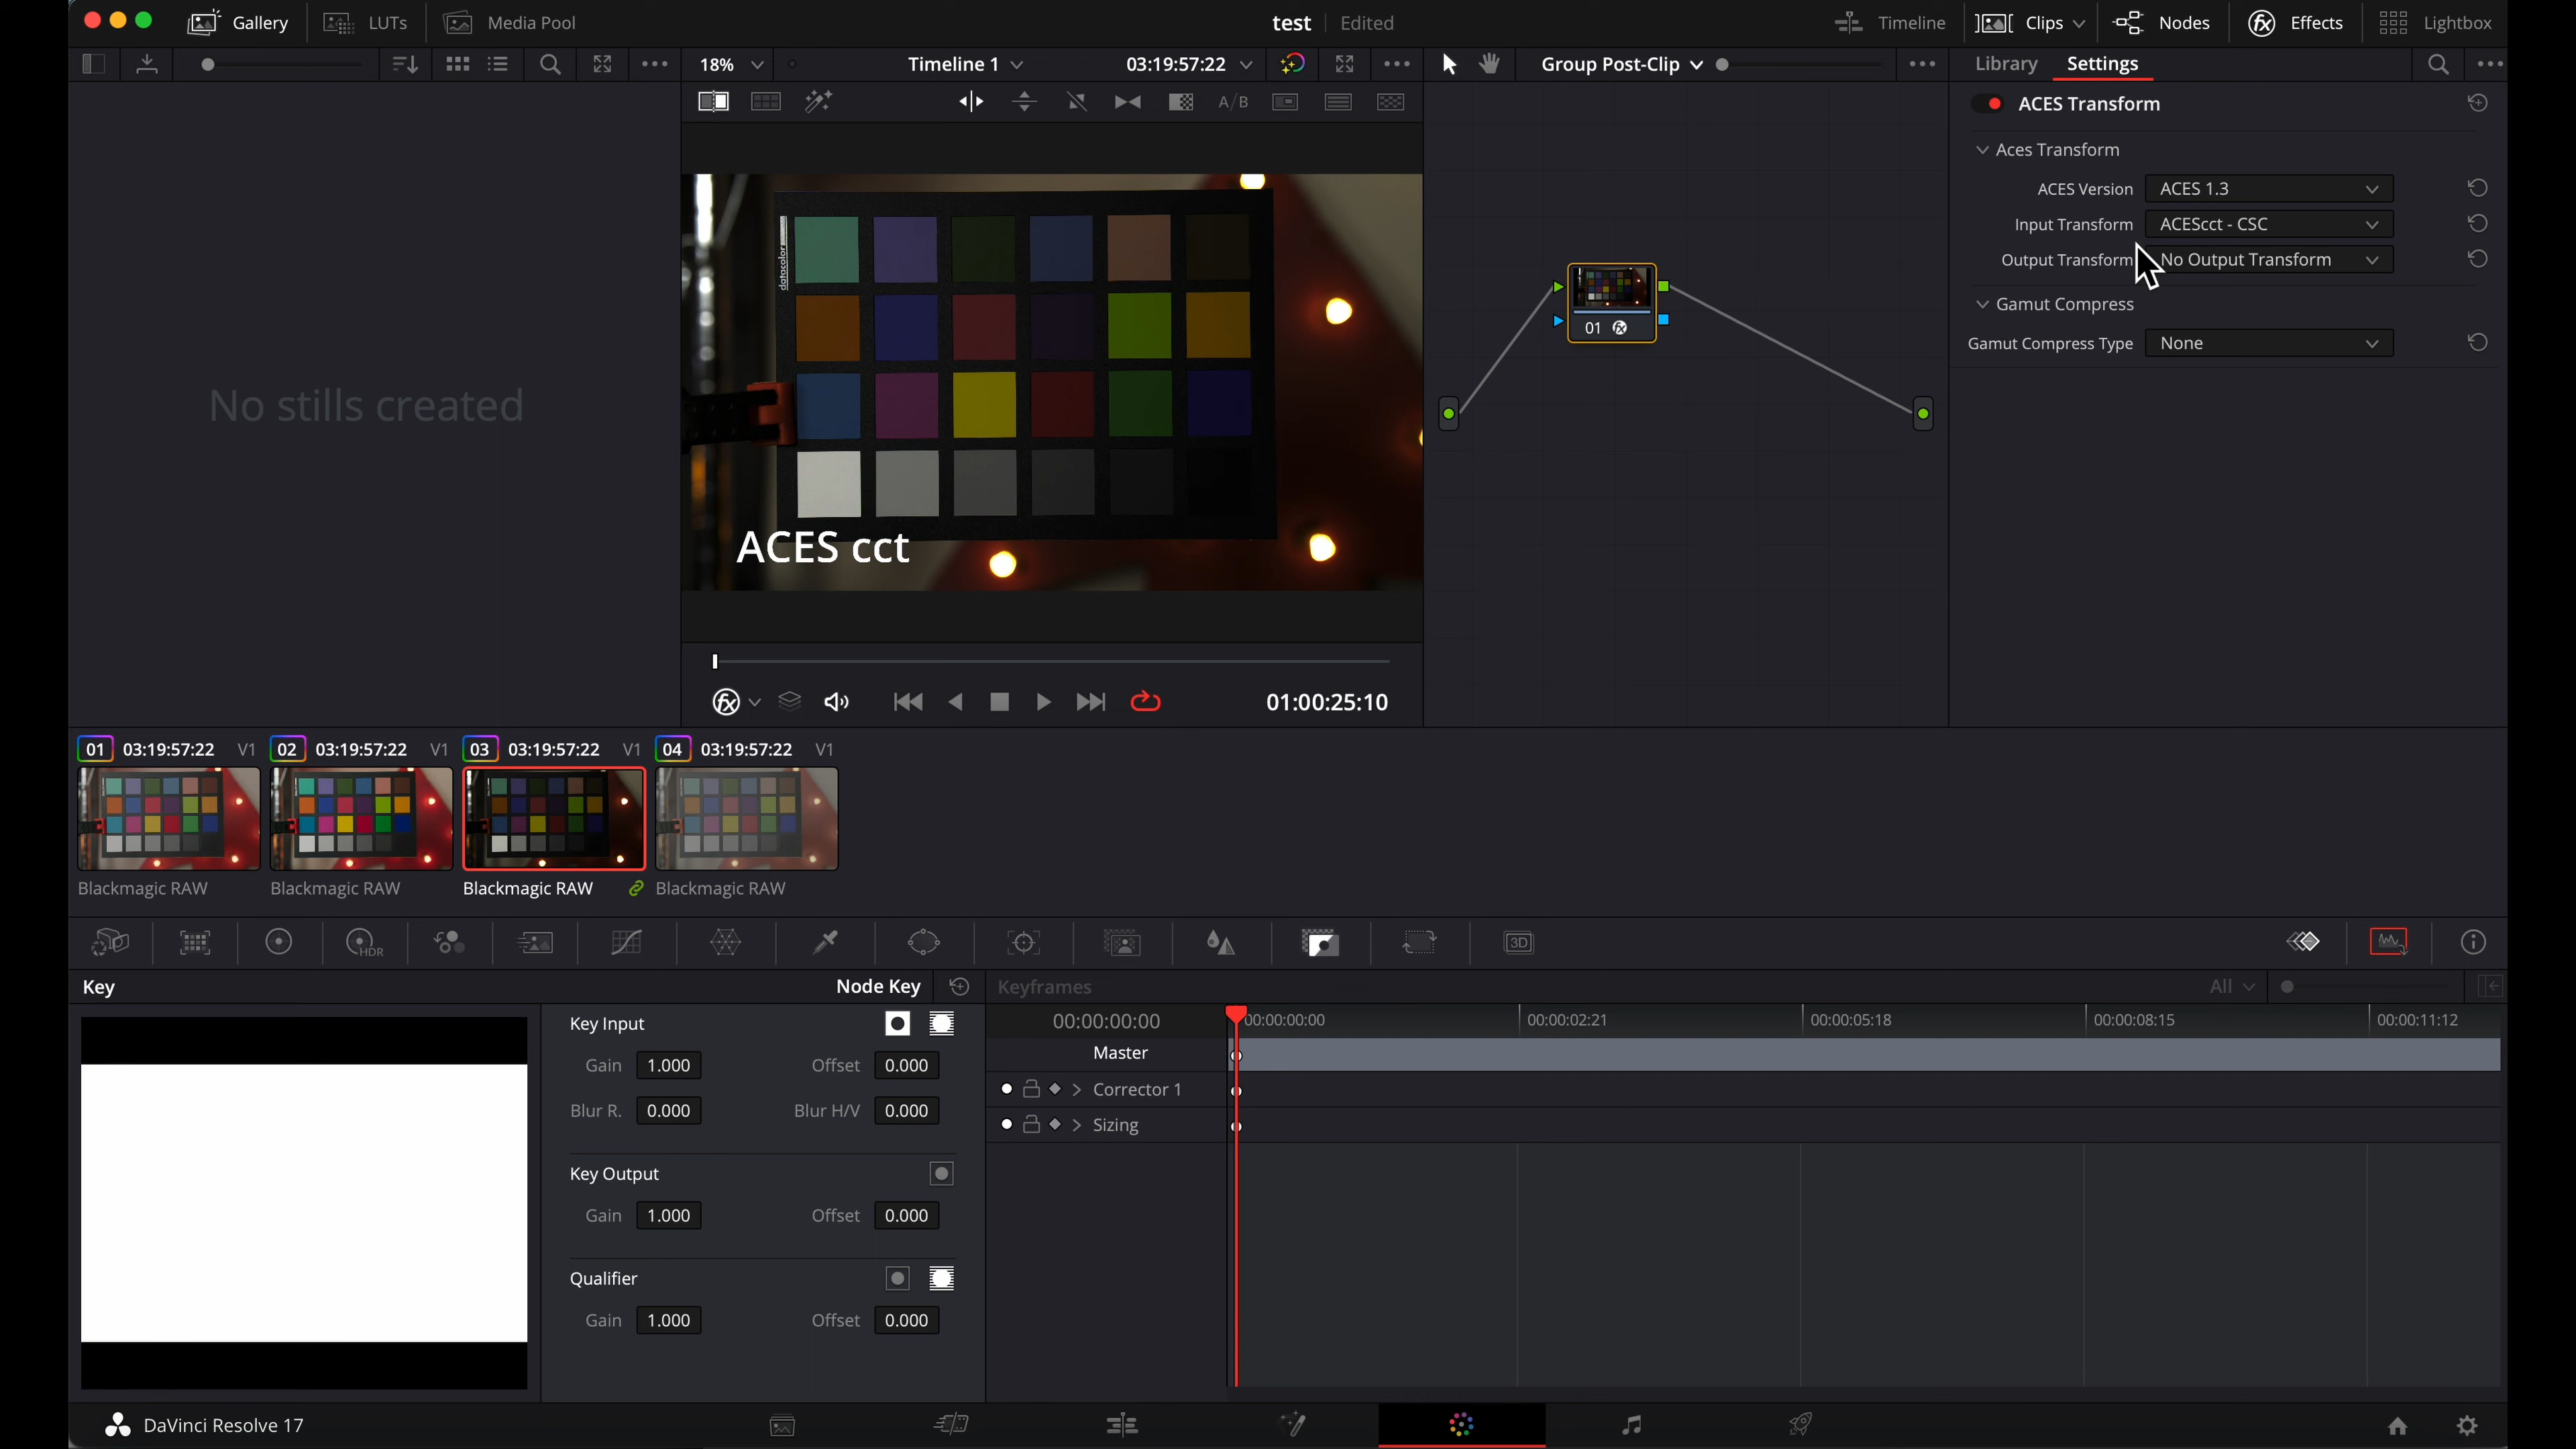 Gallery LUTs Media Pool test Edited Timeline Clips Nodes Effects Lightbox
18% Timeline 1 03:19:57:22 Group Post-Clip Library Settings
A/B
ACES Transform
Aces Transform
ACES Version ACES 1.3
Input Transform ACEScct - CSC
Output Transform No Output Transform
Gamut Compress
Gamut Compress Type None
datacolor
No stills created
01
ACES cct
01:00:25:10
01 03:19:57:22 V1 02 03:19:57:22 V1 03 03:19:57:22 V1 04 03:19:57:22 V1
Blackmagic RAW Blackmagic RAW Blackmagic RAW Blackmagic RAW
HDR 3D
Key Node Key Keyframes All
Key Input
Gain 1.000 Offset 0.000
Blur R. 0.000 Blur H/V 0.000
Key Output
Gain 1.000 Offset 0.000
Qualifier
Gain 1.000 Offset 0.000
00:00:00:00 00:00:00:00 00:00:02:21 00:00:05:18 00:00:08:15 00:00:11:12
Master
Corrector 1
Sizing
DaVinci Resolve 17